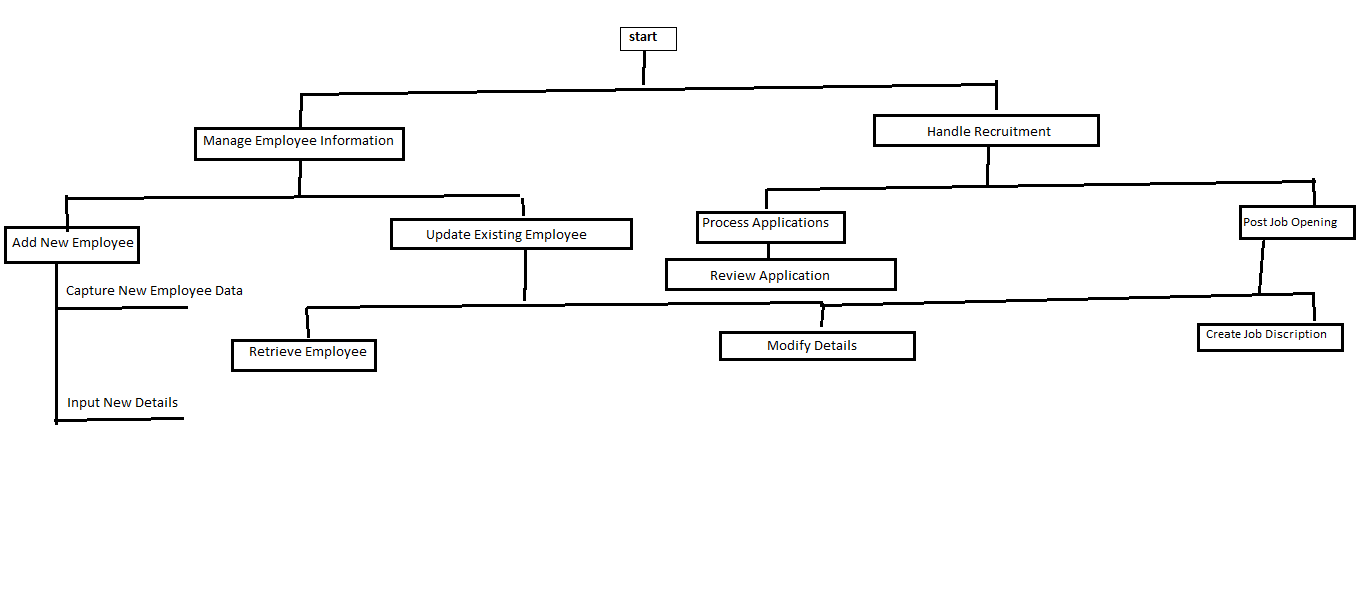 start
Manage Employee Information
Handle Recruitment
Add New Employee
Update Existing Employee
Process Applications
Post Job Opening
Review Application
Capture New Employee Data
Retrieve Employee
Modify Details
Create Job Discription
Input New Details